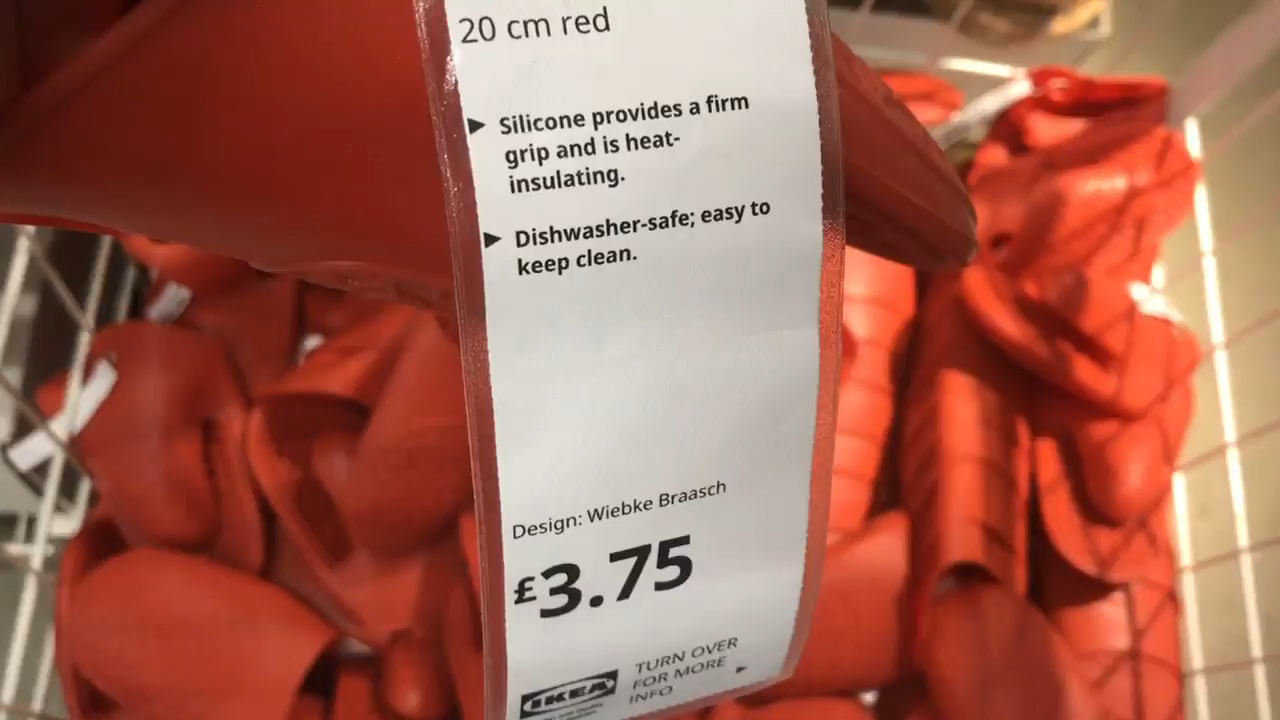 20 cm red
► Silicone provides a firm
grip and is heat-
insulating.
► Dishwasher-safe; easy to
keep clean.
Design: Wiebke Braasch
£3.75
IKEA
TURN OVER
FOR MORE
INFO ►